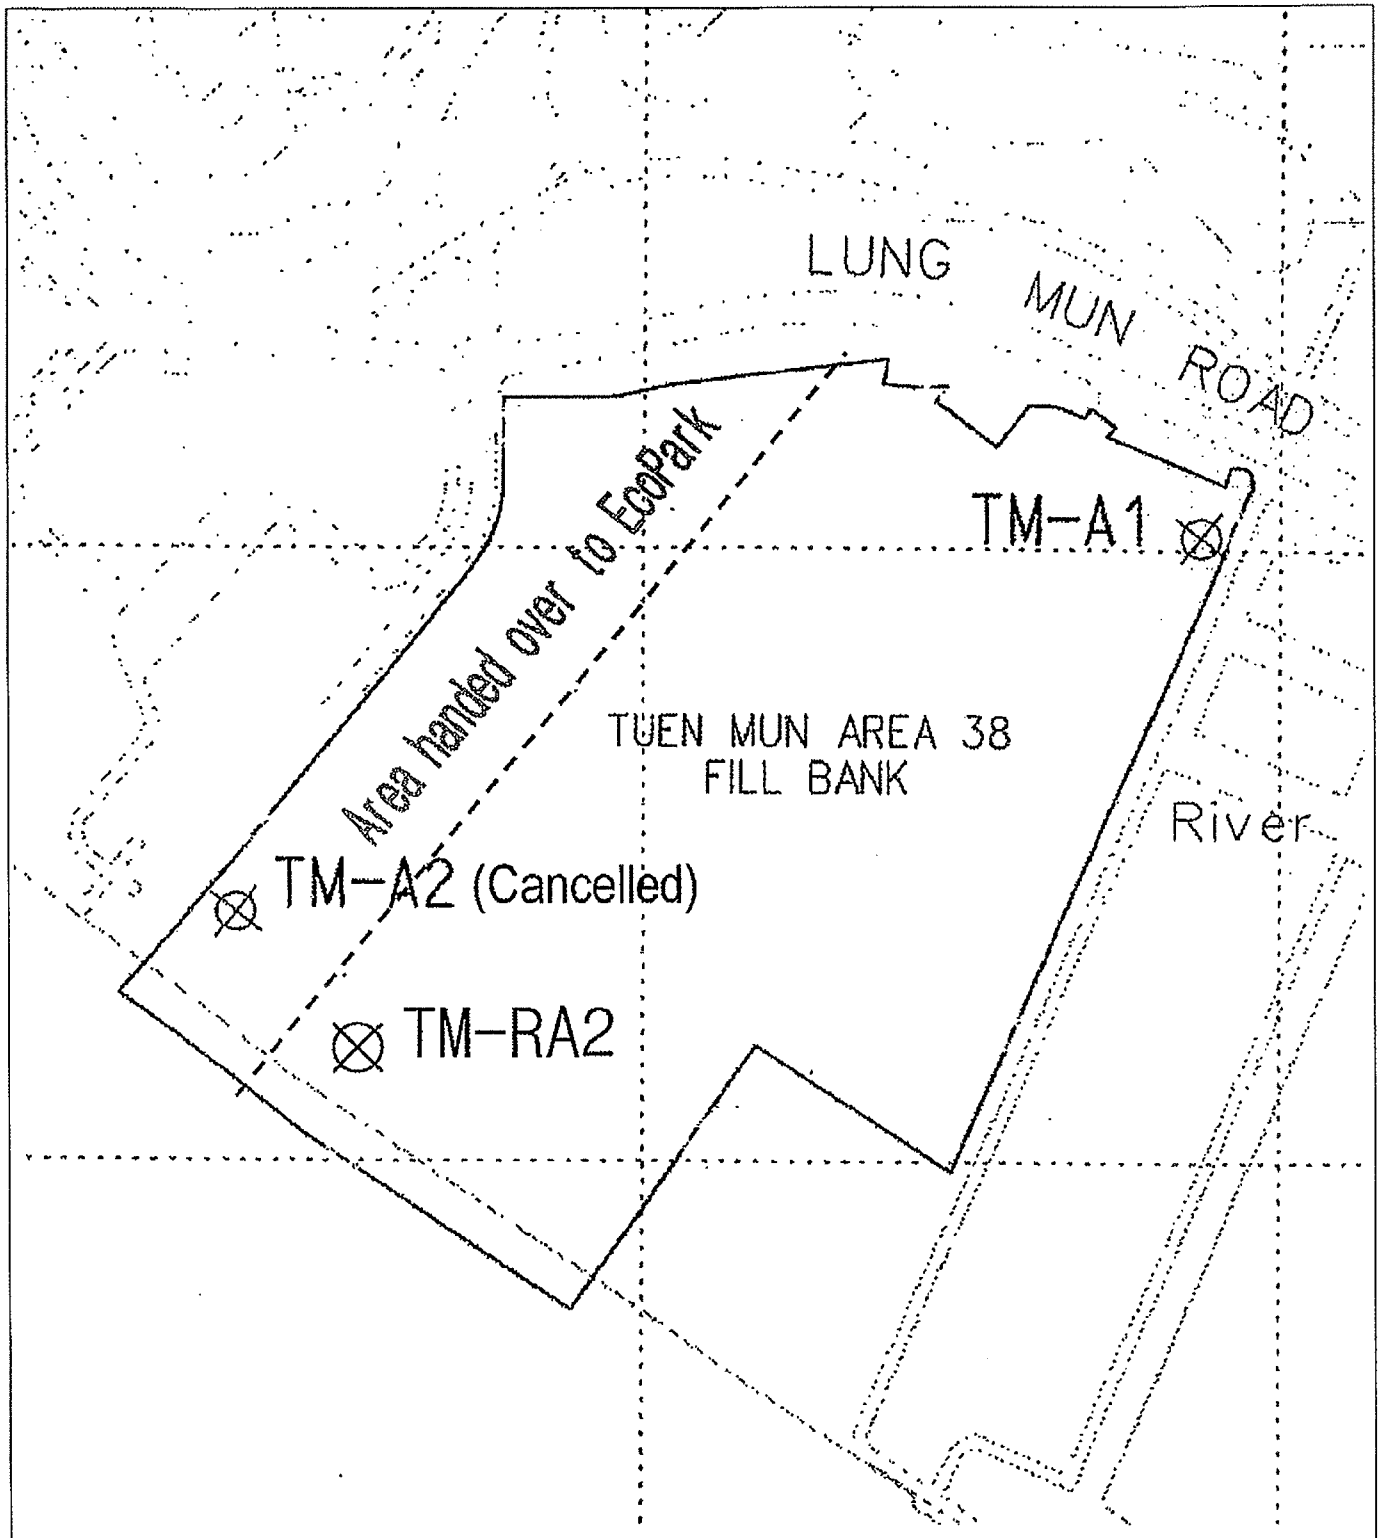 LUNG MUN ROAD
Area handed over to EcoPark
TM-A1
TUEN MUN AREA 38
FILL BANK
River
TM-A2 (Cancelled)
TM-RA2